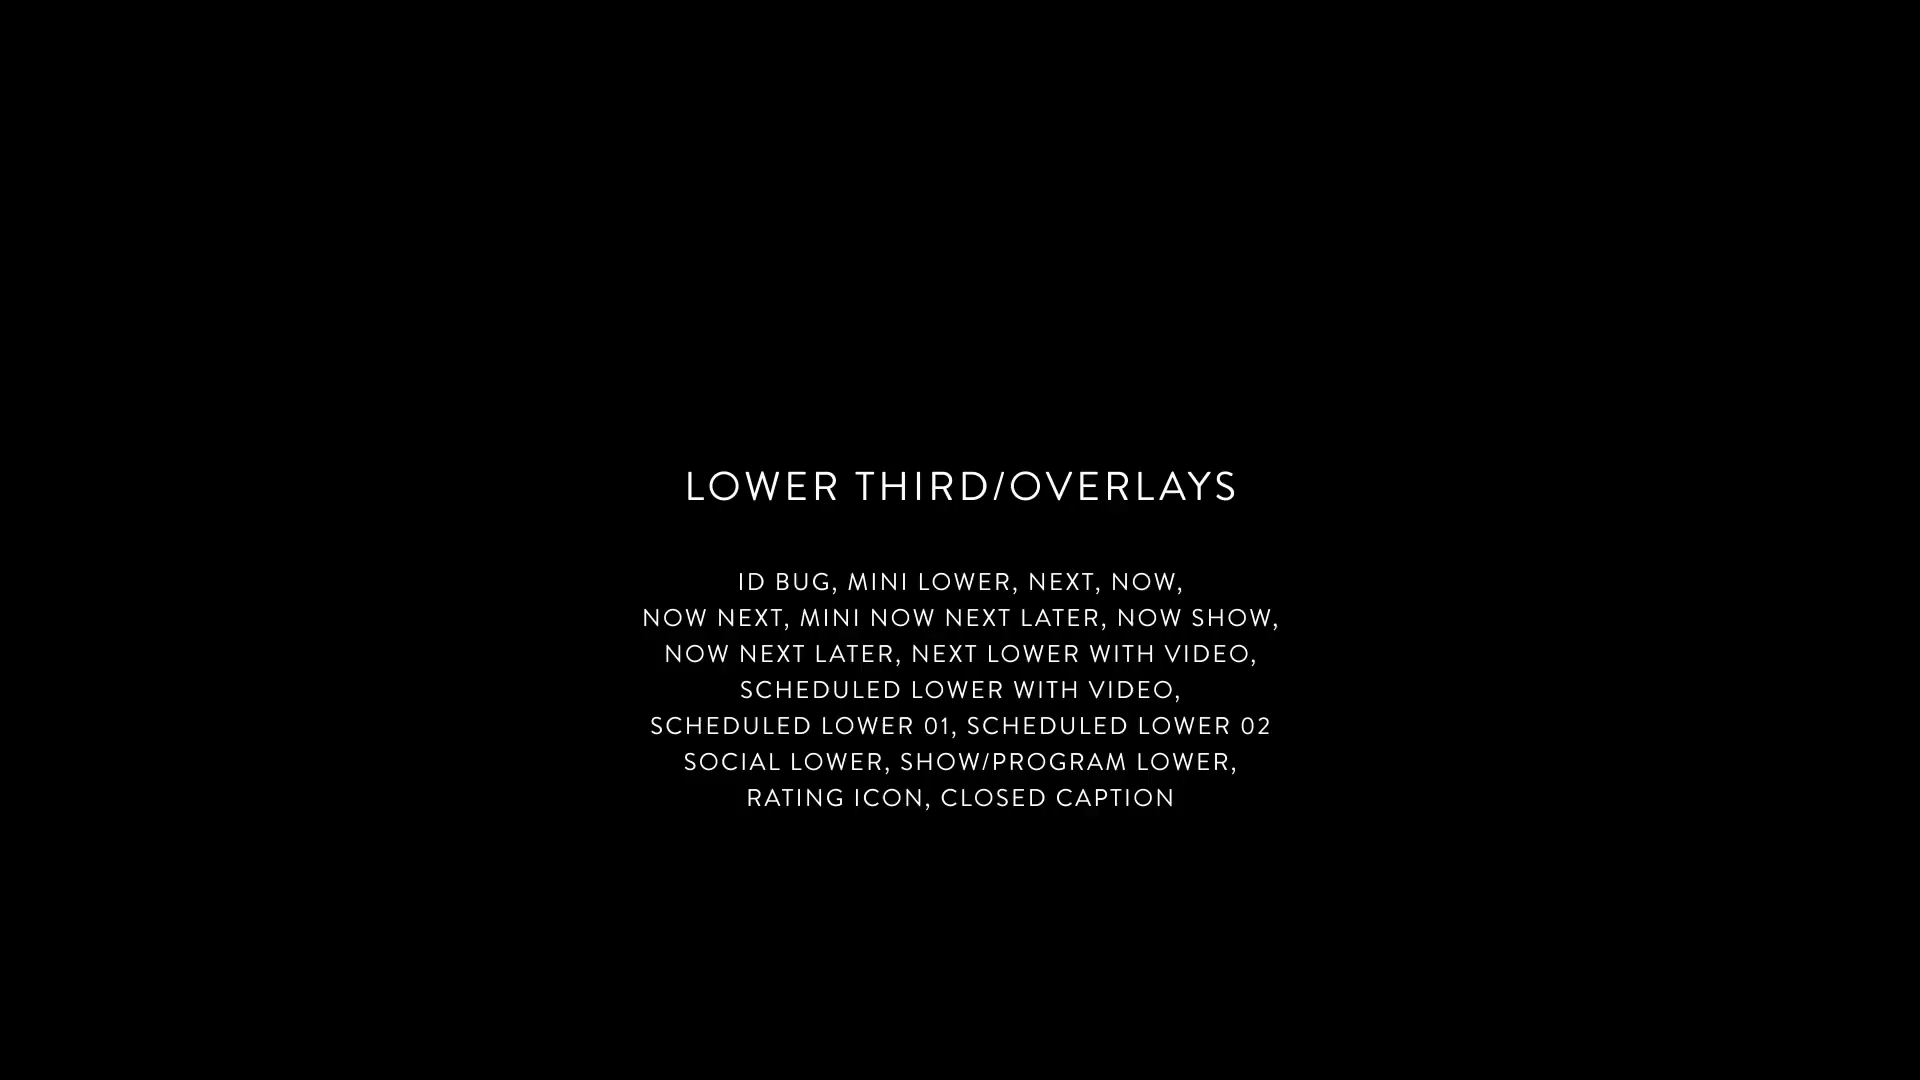 LOWER THIRD/OVERLAYS
ID BUG, MINI LOWER, NEXT, NOW,
NOW NEXT, MINI NOW NEXT LATER, NOW SHOW,
NOW NEXT LATER, NEXT LOWER WITH VIDEO,
SCHEDULED LOWER WITH VIDEO,
SCHEDULED LOWER 01, SCHEDULED LOWER 02
SOCIAL LOWER, SHOW/PROGRAM LOWER,
RATING ICON, CLOSED CAPTION